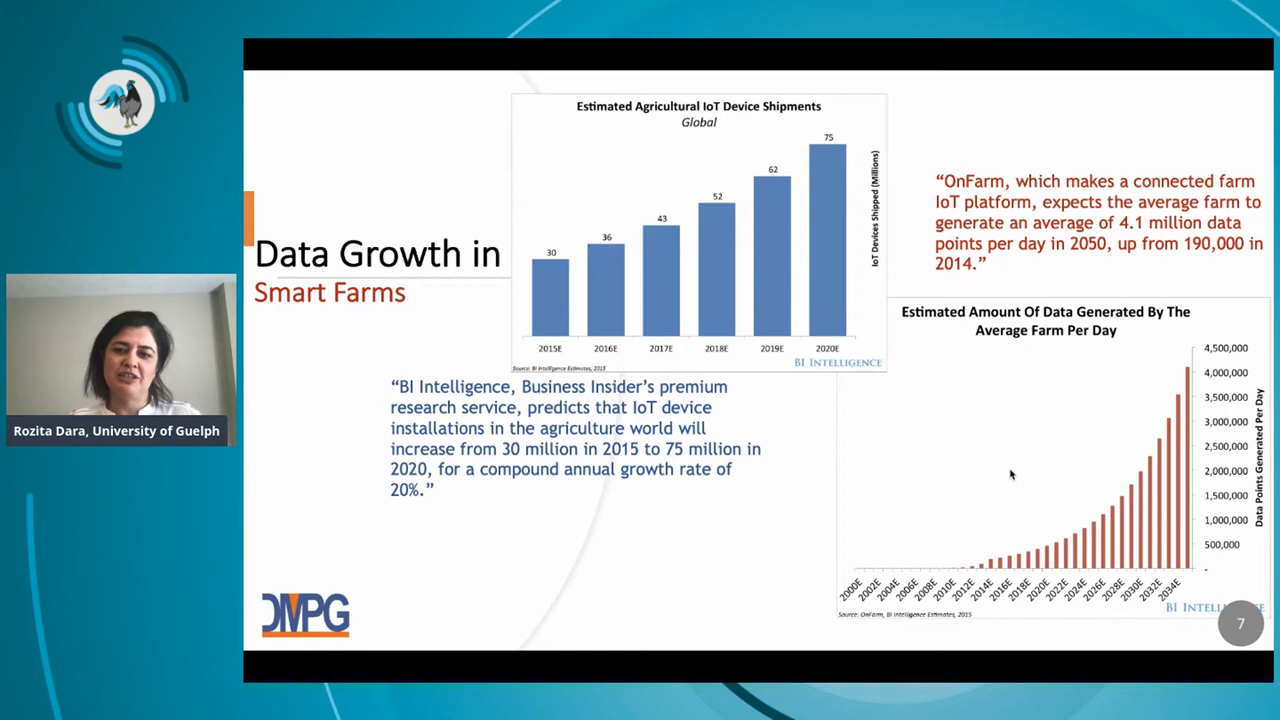 Data Growth in
Smart Farms
Estimated Agricultural IoT Device Shipments
Global
75
62
52
43
36
30
IoT Devices Shipped (Millions)
2015E 2016E 2017E 2018E 2019E 2020E
BI INTELLIGENCE
Source: BI Intelligence Estimates, 2015
“OnFarm, which makes a connected farm
IoT platform, expects the average farm to
generate an average of 4.1 million data
points per day in 2050, up from 190,000 in
2014.”
“BI Intelligence, Business Insider’s premium
research service, predicts that IoT device
installations in the agriculture world will
increase from 30 million in 2015 to 75 million in
2020, for a compound annual growth rate of
20%.”
Estimated Amount Of Data Generated By The
Average Farm Per Day
4,500,000
4,000,000
3,500,000
3,000,000
2,500,000
2,000,000
1,500,000
1,000,000
500,000
-
Data Points Generated Per Day
2000E 2002E 2004E 2006E 2008E 2010E 2012E 2014E 2016E 2018E 2020E 2022E 2024E 2026E 2028E 2030E 2032E 2034E
Source: OnFarm, BI Intelligence Estimates, 2015
Rozita Dara, University of Guelph
DMPG
7